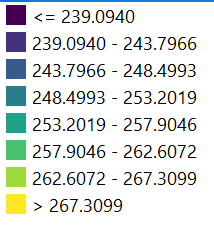 <= 239.0940
239.0940 - 243.7966
243.7966 - 248.4993
248.4993 - 253.2019
253.2019 - 257.9046
257.9046 - 262.6072
262.6072 - 267.3099
> 267.3099